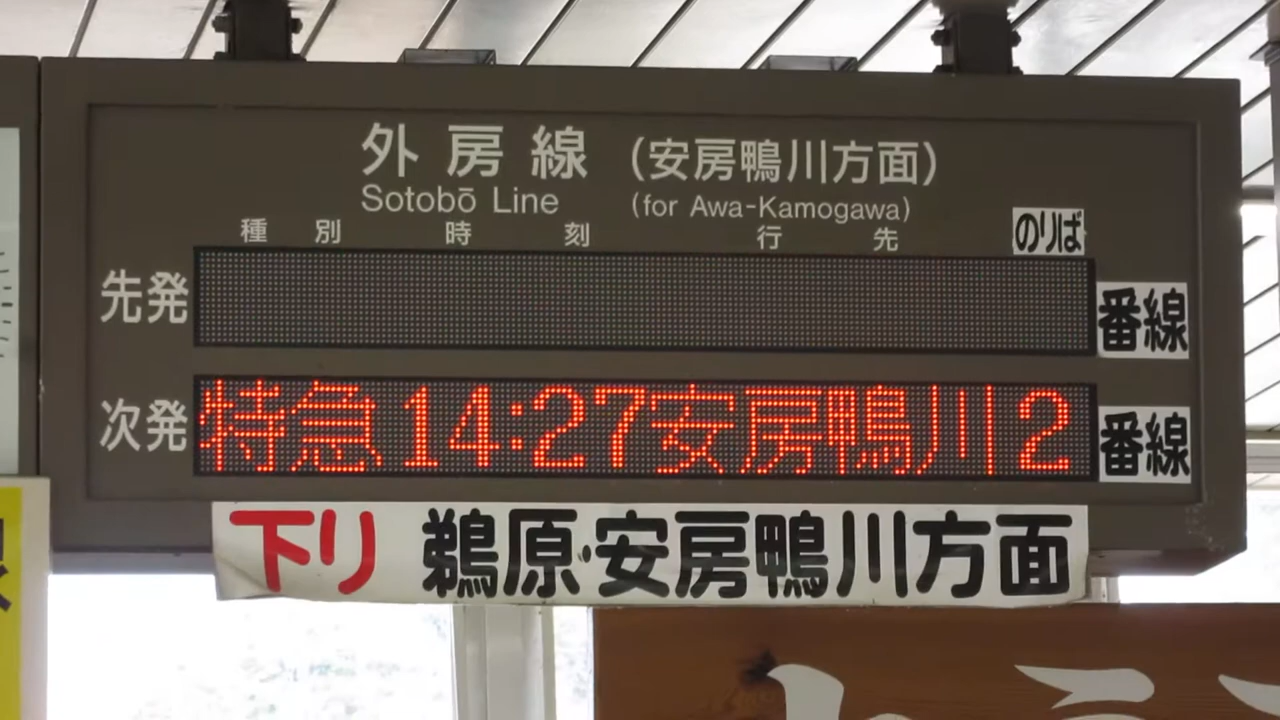 外房線 (安房鴨川方面)
Sotobō Line (for Awa-Kamogawa)
種別 時刻 行先 のりば
先発 番線
次発 特急 14:27 安房鴨川 2 番線
下り 鵜原・安房鴨川方面